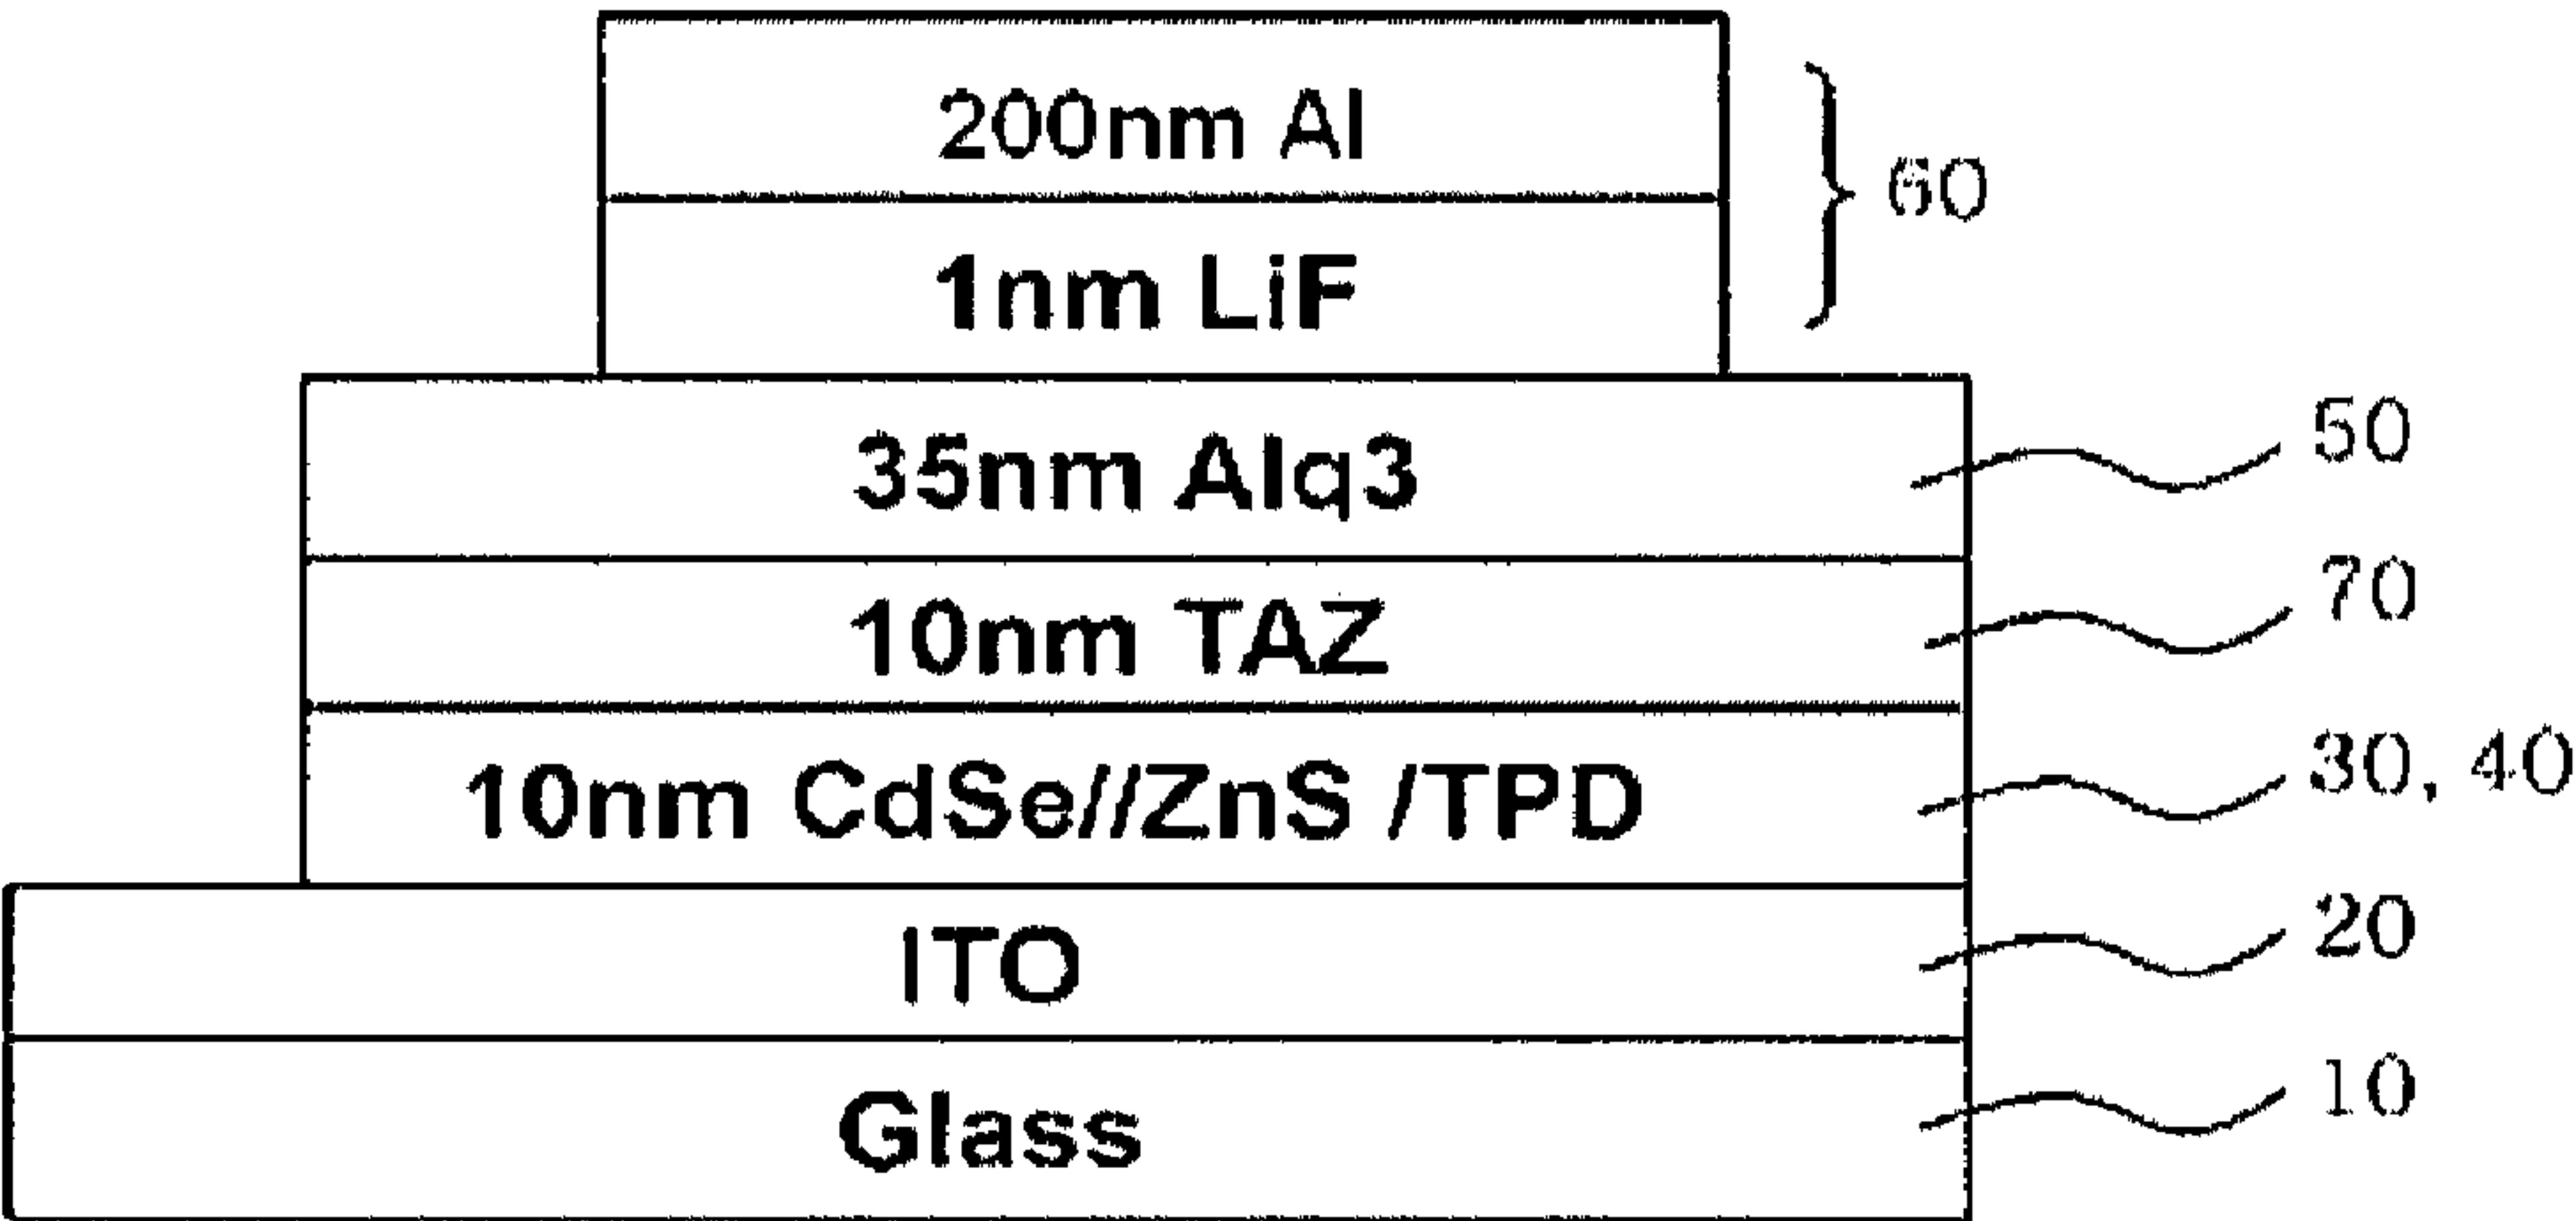 200nm Al
60
1nm LiF
35nm Alq3
50
10nm TAZ
70
10nm CdSe//ZnS /TPD
30, 40
ITO
20
Glass
10